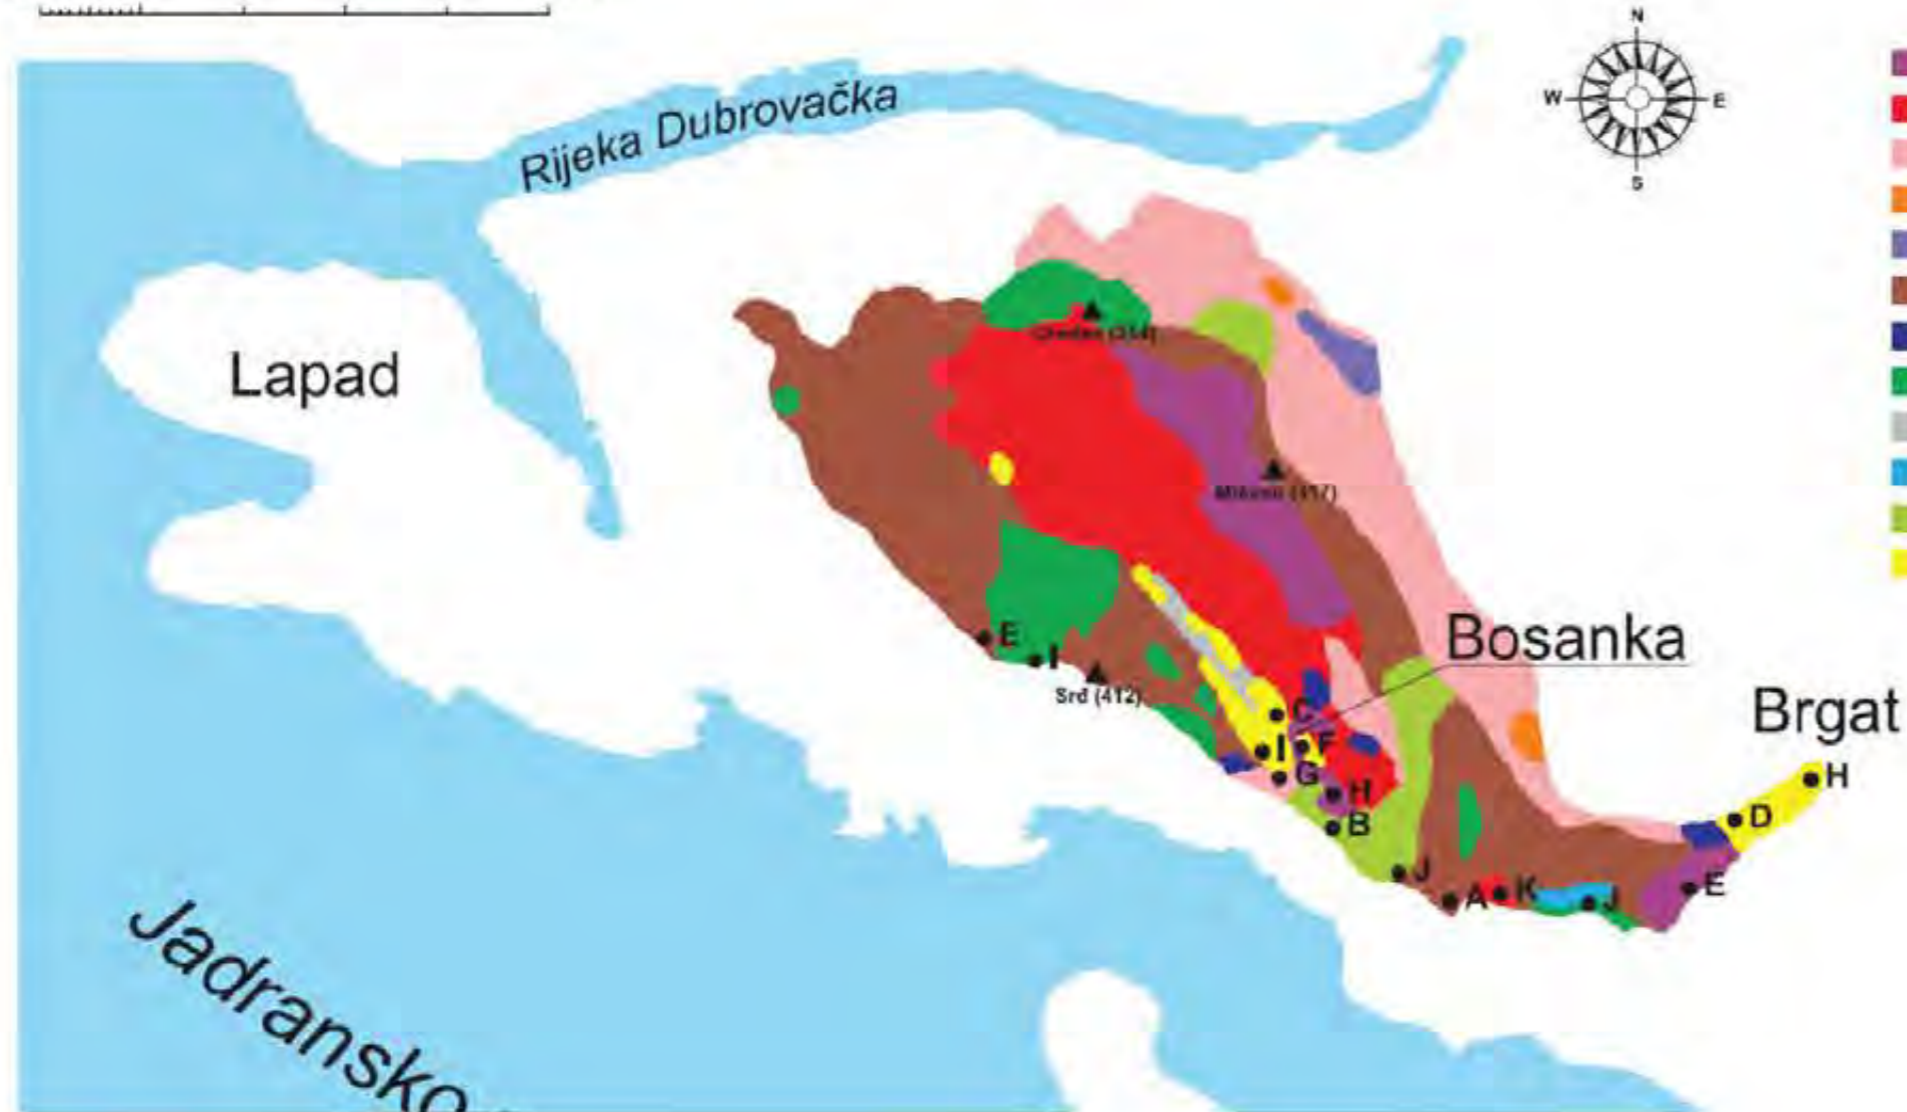 N
W
E
S
Rijeka Dubrovačka
Lapad
E
I
Srđ (412)
Bosanka
Brgat
C
I
F
G
H
B
H
D
J
A
K
J
E
Jadransko